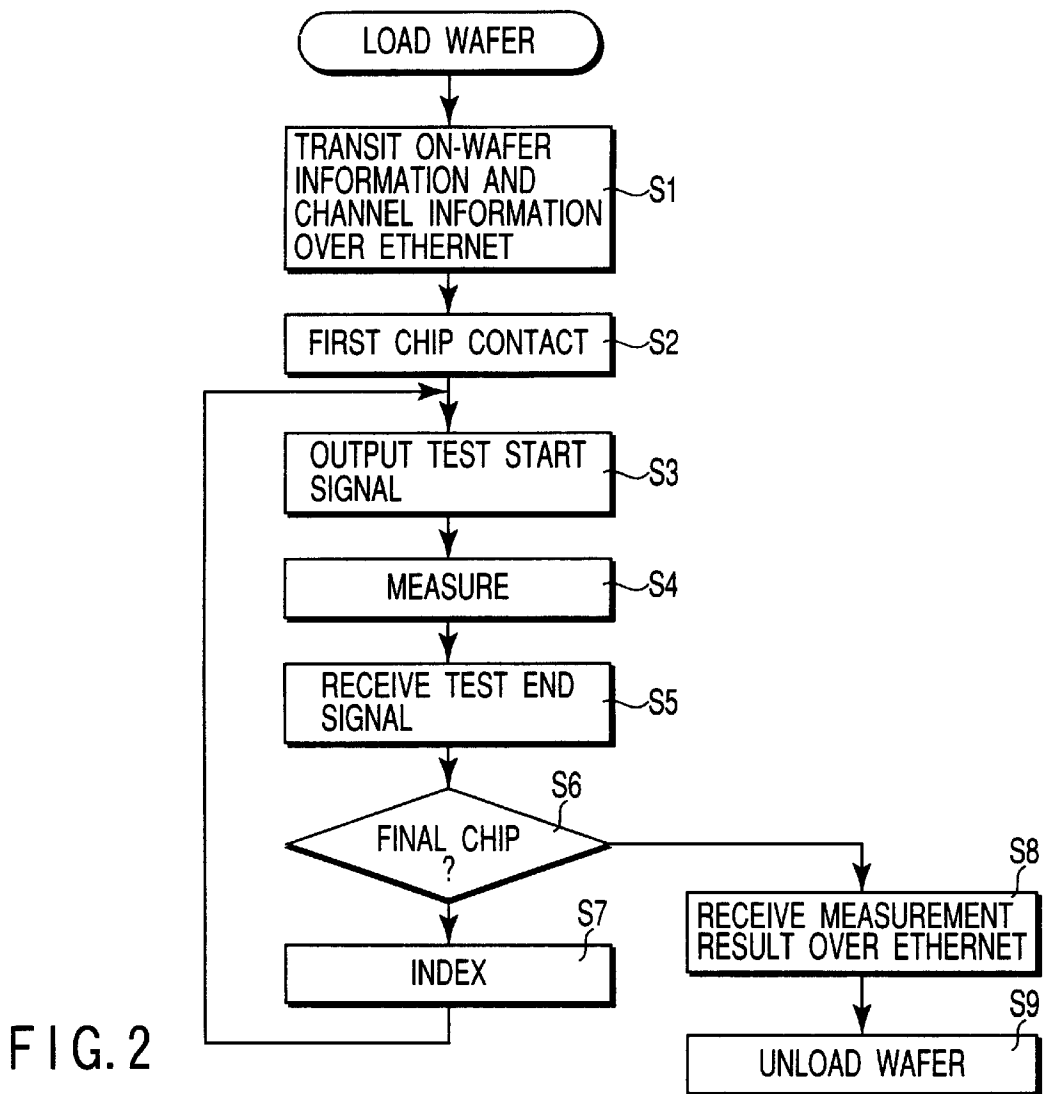 LOAD WAFER
TRANSIT ON-WAFER
INFORMATION AND
CHANNEL INFORMATION
OVER ETHERNET
S1
FIRST CHIP CONTACT
S2
OUTPUT TEST START
SIGNAL
S3
MEASURE
S4
RECEIVE TEST END
SIGNAL
S5
S6
FINAL CHIP
?
S7
INDEX
S8
RECEIVE MEASUREMENT
RESULT OVER ETHERNET
S9
UNLOAD WAFER
FIG. 2